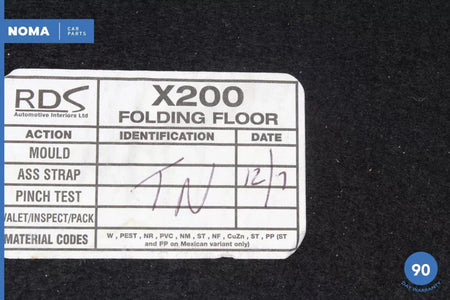 NOMA CAR PARTS
RDS
Automotive Interiors Ltd
X200
FOLDING FLOOR
ACTION IDENTIFICATION DATE
MOULD
ASS STRAP
PINCH TEST
TN 12/7
VALET/INSPECT/PACK
MATERIAL CODES
W , PEST , NR , PVC , NM , ST , NF , CuZn , ST , PP (ST
and PP on Mexican variant only)
90
DAY WARRANTY